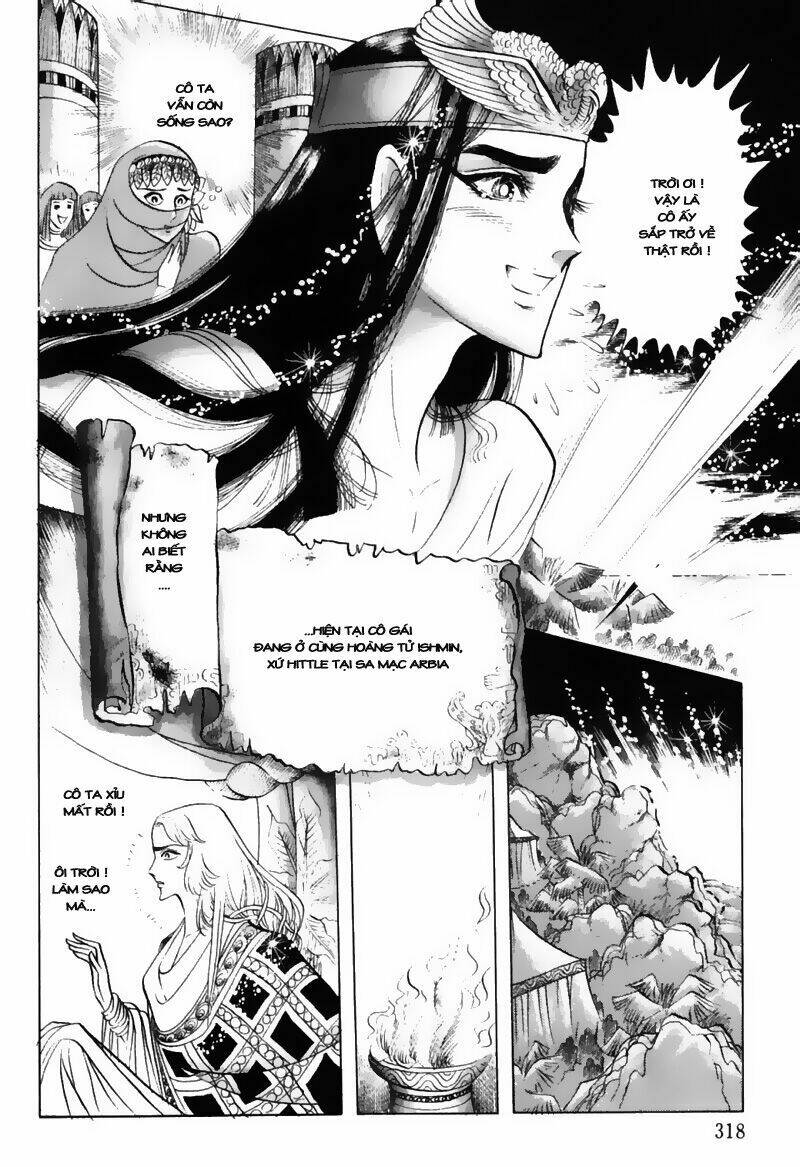 CÔ TA
VẪN CÒN
SỐNG SAO?
TRỜI ƠI !
VẬY LÀ
CÔ ẤY
SẮP TRỞ VỀ
THẬT RỒI !
NHƯNG
KHÔNG
AI BIẾT
RẰNG
....
...HIỆN TẠI CÔ GÁI
ĐANG Ở CÙNG HOÀNG TỬ ISHMIN,
XỨ HITTLE TẠI SA MẠC ARBIA
CÔ TA XỈU
MẤT RỒI !
ÔI TRỜI !
LÀM SAO
MÀ...
318